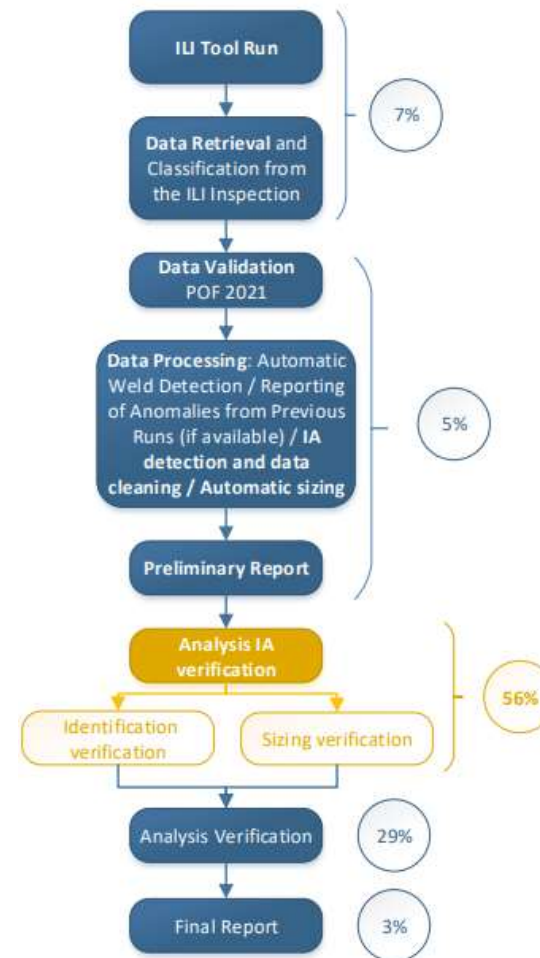 ILI Tool Run
Data Retrieval and
Classification from
the ILI Inspection
7%
Data Validation
POF 2021
Data Processing: Automatic
Weld Detection / Reporting
of Anomalies from Previous
Runs (if available) / IA
detection and data
cleaning / Automatic sizing
5%
Preliminary Report
Analysis IA
verification
Identification
verification
Sizing verification
56%
Analysis Verification
29%
Final Report
3%